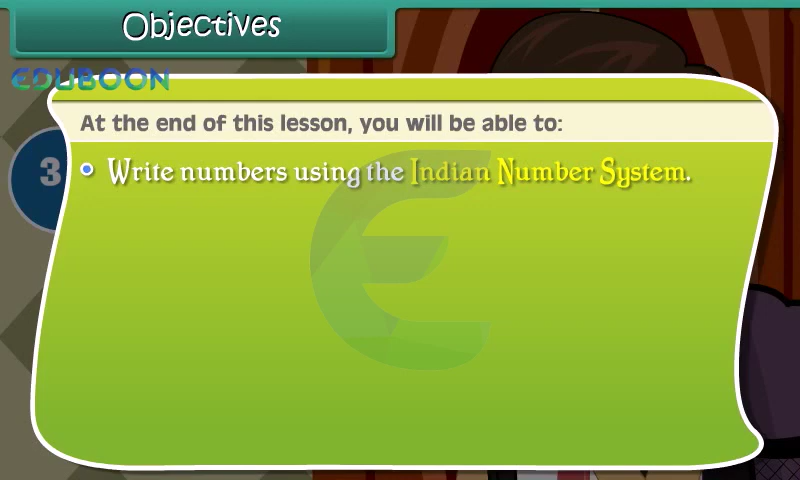 Objectives
EDUBOON
At the end of this lesson, you will be able to:
3
• Write numbers using the Indian Number System.